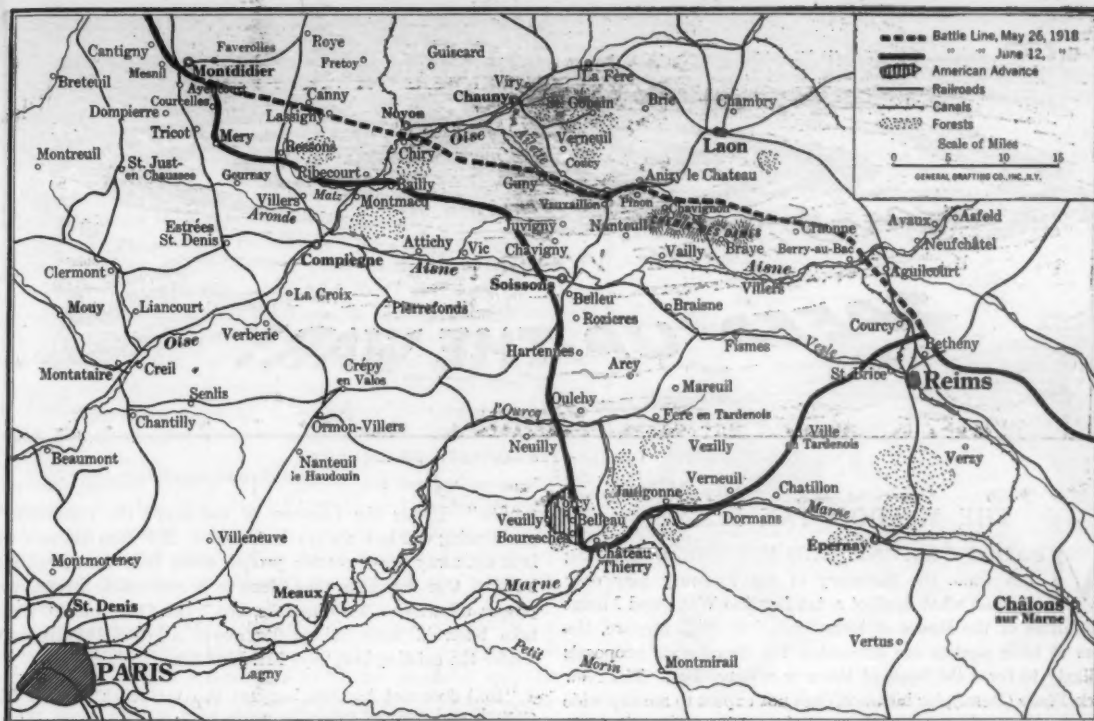 Battle Line, May 26, 1918
" " June 12, "
American Advance
Railroads
Canals
Forests
Scale of Miles
0 5 10 15
GENERAL DRAFTING CO., INC., N.Y.
Cantigny
Faverolles
Roye
Guiscard
Mesnil
Montdidier
Fretoy
Breteuil
Viry
La Fère
Ayencourt
Chauny
St. Gobain
Courcelles
Canny
Brie
Chambry
Dompierre
Lassigny
Noyon
Oise
Tricot
Mery
Chiry
Ailette
Verneuil
Laon
Coucy
Montreuil
Ressons
St. Just-
en Chaussee
Ribecourt
Bailly
Guny
Anizy le Chateau
Gournay
Matz
Vauxaillon
Pinon
Villers
Montmacq
Chavignon
Aronde
Juvigny
Nanteuil
CHEMIN DES DAMES
Craonne
Avaux
Asfeld
Estrées
St. Denis
Attichy
Vic
Chavigny
Vailly
Braye
Berry-au-Bac
Neufchâtel
Compiegne
Aisne
Aisne
Clermont
Soissons
Villers
Aguilcourt
Mouy
Liancourt
La Croix
Pierrefonds
Belleu
Braisne
Rozieres
Verberie
Courcy
Oise
Hartennes
Fismes
Vesle
Betheny
Montataire
Creil
Crépy
en Valois
Arcy
St. Brice
Reims
Senlis
Oulchy
Mareuil
Chantilly
l'Ourcq
Fere en Tardenois
Ormon-Villers
Neuilly
Ville
en Tardenois
Beaumont
Nanteuil
le Haudouin
Vezilly
Verzy
Verneuil
Jaulgonne
Chatillon
Veuilly
Belleau
Dormans
Marne
Villeneuve
Bouresches
Château-
Thierry
Épernay
Montmorency
Marne
St. Denis
Meaux
Châlons
sur Marne
PARIS
Petit Morin
Vertus
Lagny
Montmirail